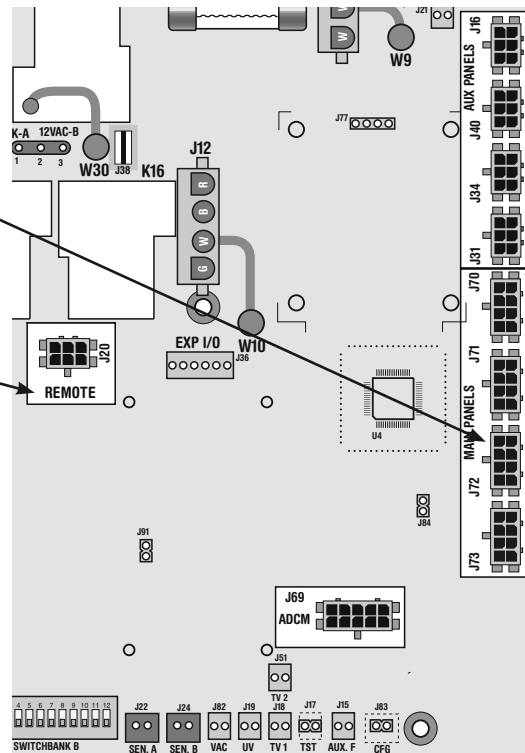 J21
W9
J16
AUX PANELS
J40
J34
J31
J77
K-A 12VAC-B
1 2 3
W30
J38
K16
J12
R
B
W
G
W
W
J70
J71
MAIN PANELS
J72
J73
J20
REMOTE
EXP I/O
J36
W10
U4
J84
J91
J69
ADCM
J51
TV 2
4 5 6 7 8 9 10 11 12
SWITCHBANK B
J22 J24 J82 J19 J18 J17 J15 J83
SEN. A SEN. B VAC UV TV 1 TST AUX. F CFG